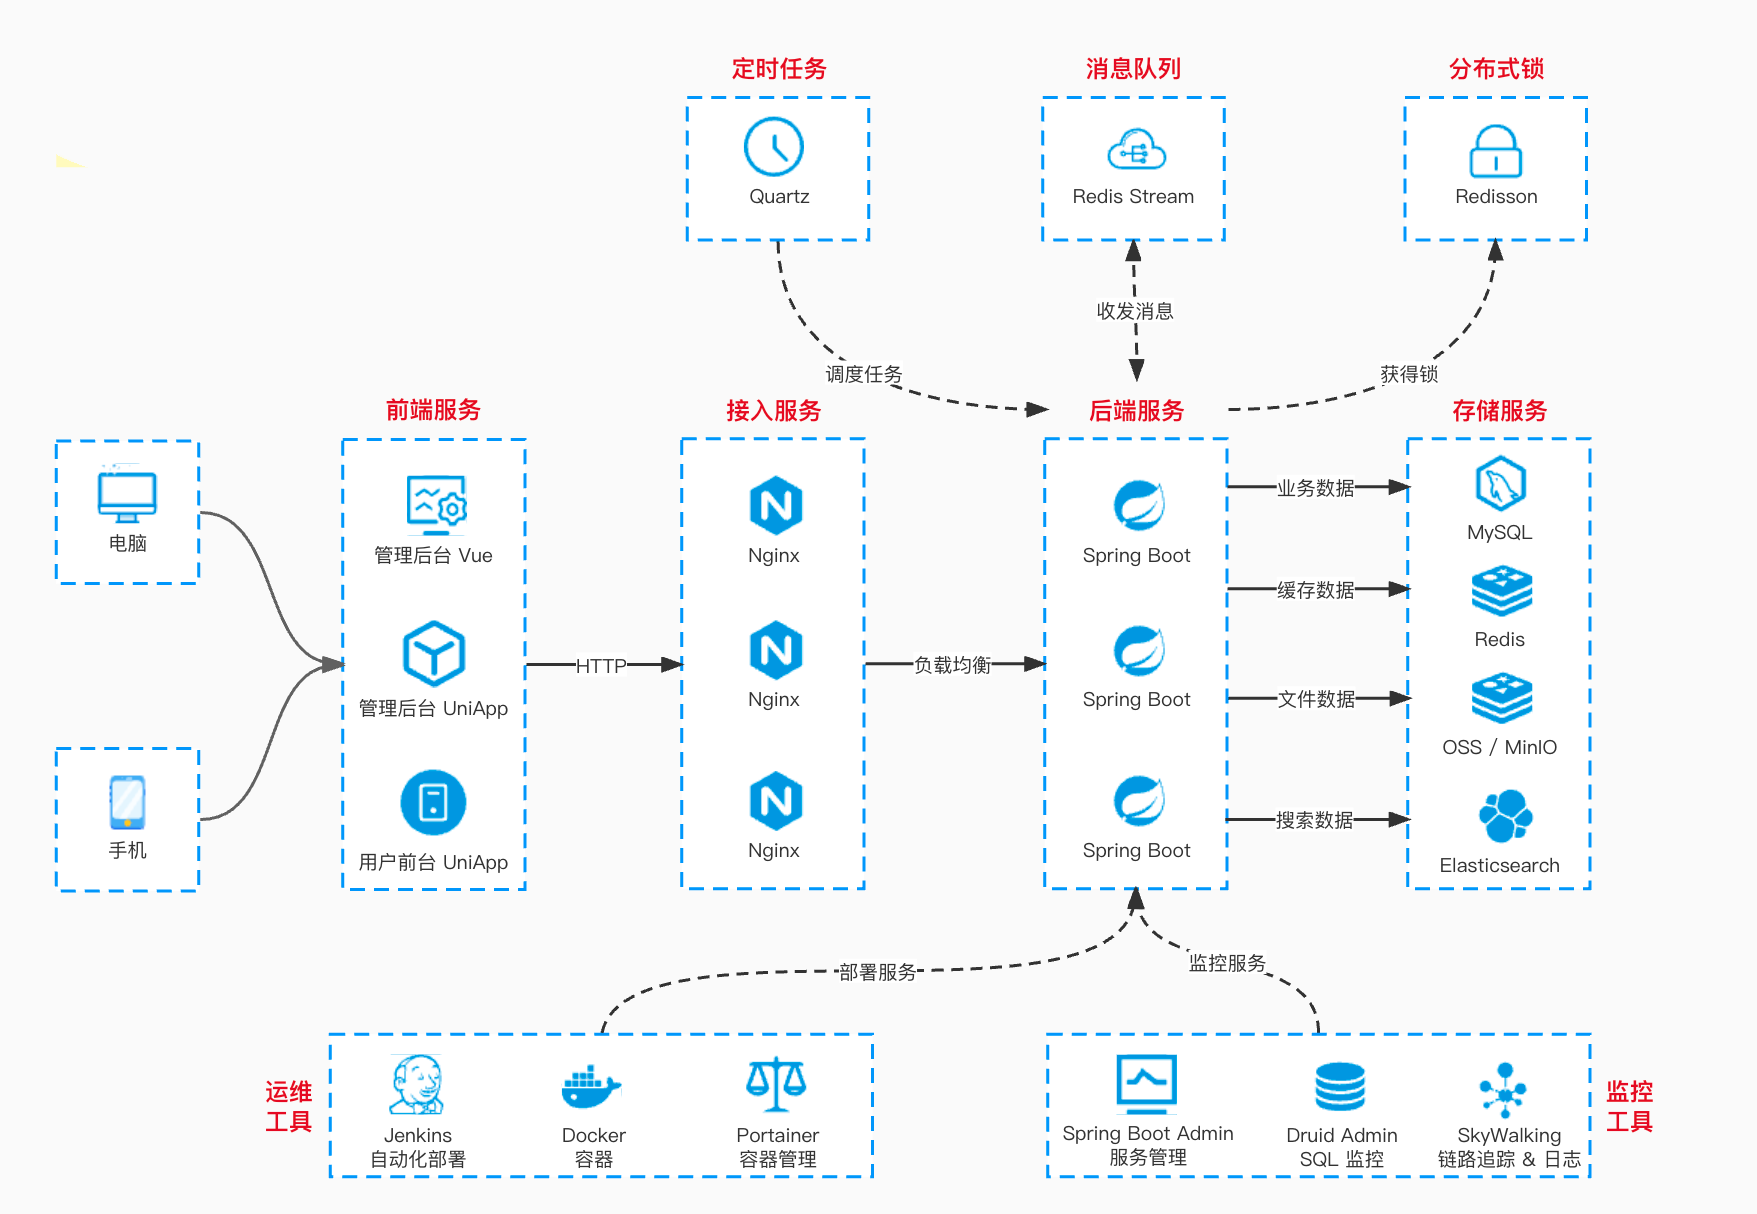 定时任务
消息队列
分布式锁
Quartz
Redis Stream
Redisson
收发消息
调度任务
获得锁
前端服务
接入服务
后端服务
存储服务
电脑
手机
管理后台 Vue
管理后台 UniApp
用户前台 UniApp
HTTP
Nginx
Nginx
Nginx
负载均衡
Spring Boot
Spring Boot
Spring Boot
业务数据
缓存数据
文件数据
搜索数据
MySQL
Redis
OSS / MinIO
Elasticsearch
部署服务
监控服务
运维
工具
Jenkins
自动化部署
Docker
容器
Portainer
容器管理
Spring Boot Admin
服务管理
Druid Admin
SQL 监控
SkyWalking
链路追踪 & 日志
监控
工具